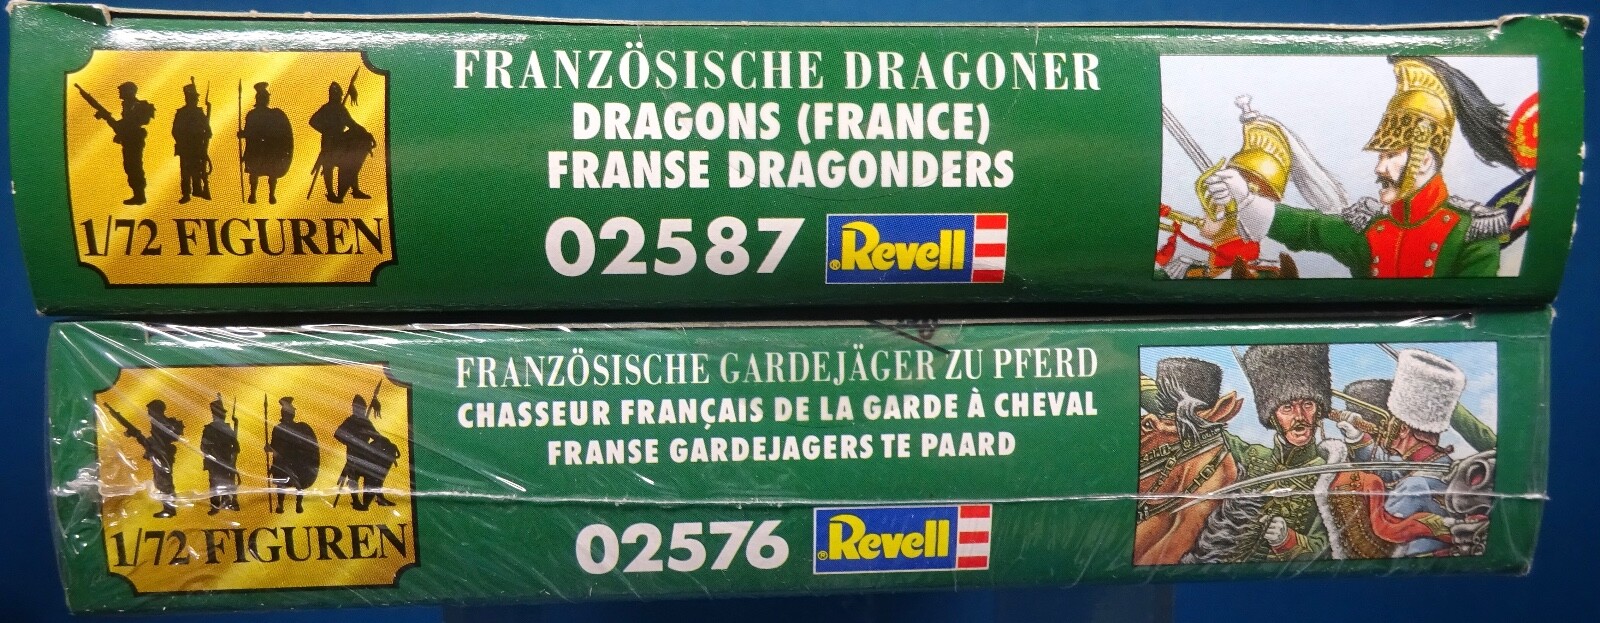 FRANZÖSISCHE DRAGONER
DRAGONS (FRANCE)
FRANSE DRAGONDERS
1/72 FIGUREN
02587 ®Revell
FRANZÖSISCHE GARDEJÄGER ZU PFERD
CHASSEUR FRANÇAIS DE LA GARDE À CHEVAL
FRANSE GARDEJAGERS TE PAARD
1/72 FIGUREN
02576 ®Revell